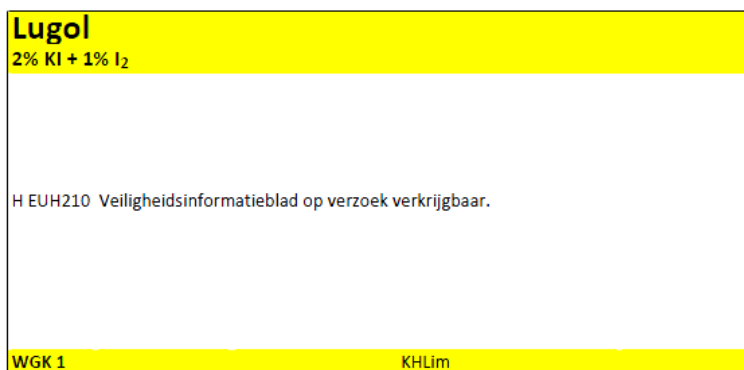 Lugol
2% KI + 1% I₂
H EUH210  Veiligheidsinformatieblad op verzoek verkrijgbaar.
WGK 1 KHLim